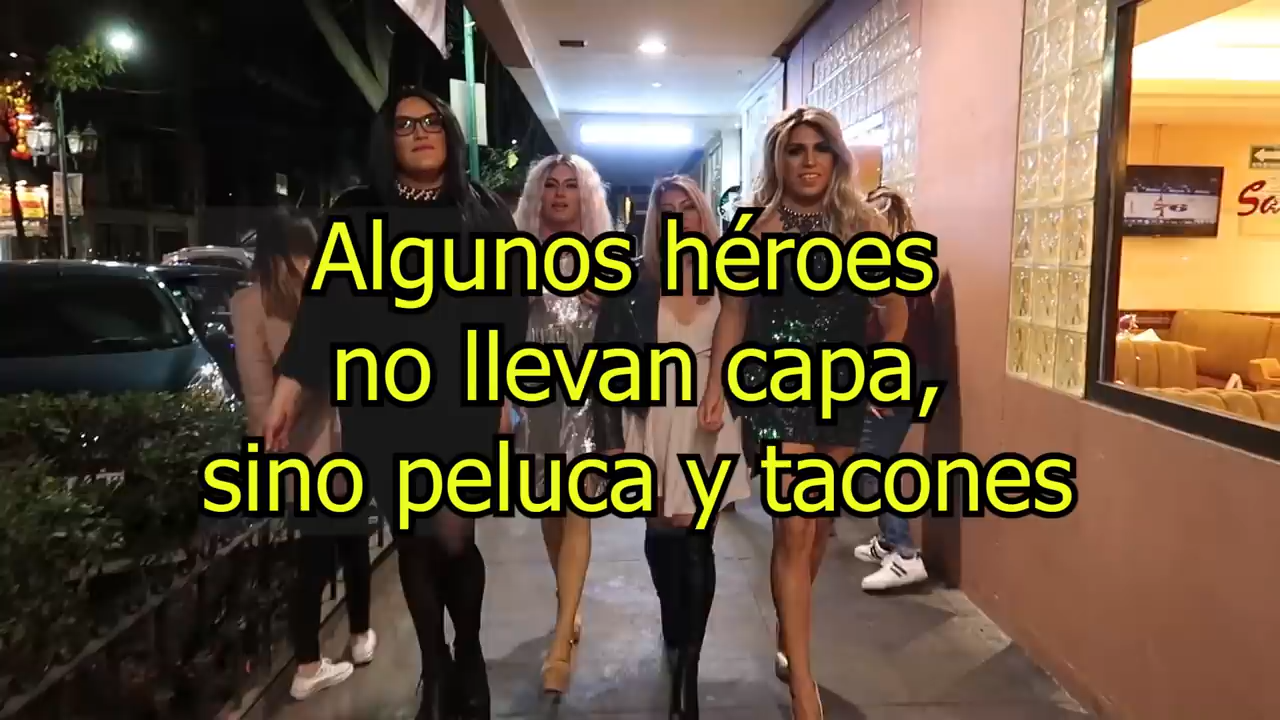 Algunos héroes
no llevan capa,
sino peluca y tacones